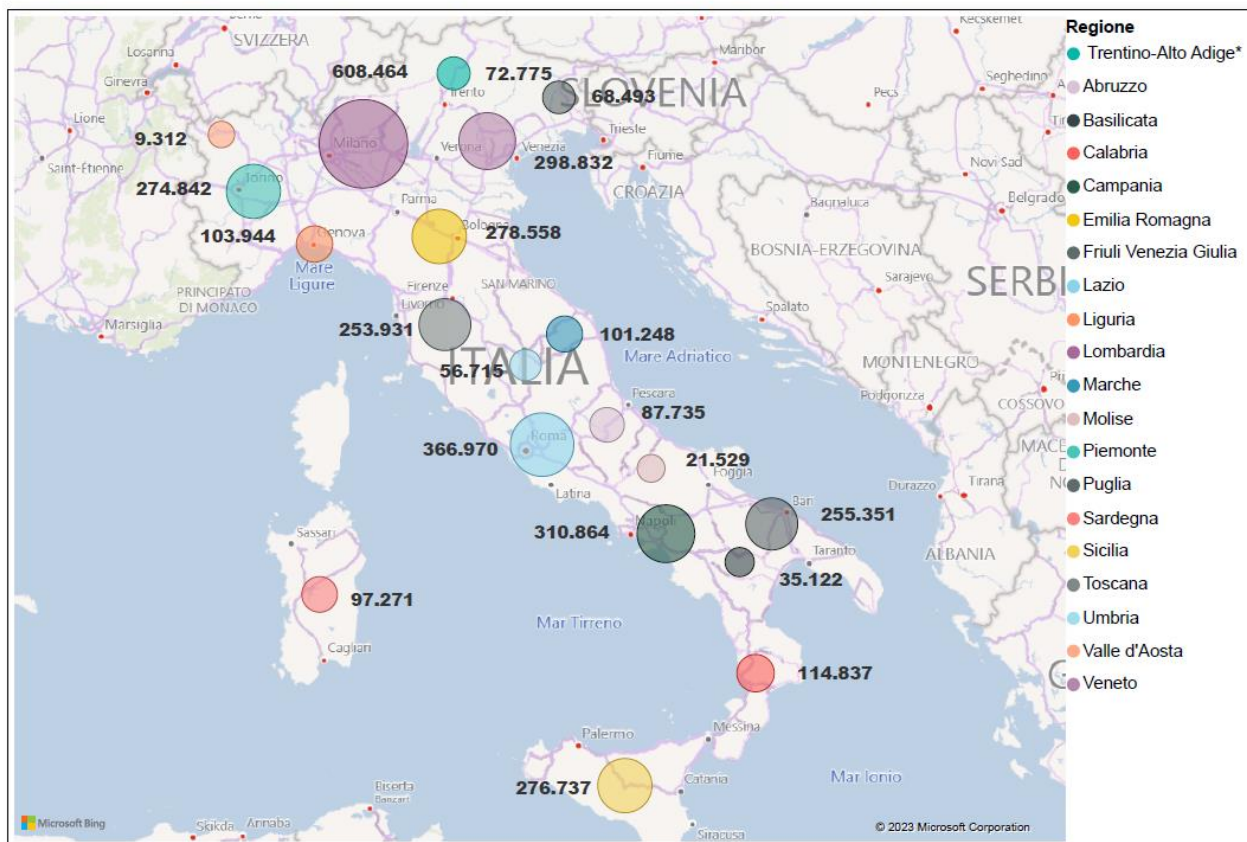 Kecskemet
SVIZZERA
Losanna
Ginevra
Maribor
Szeghedino
Pecs
608.464
72.775
SLOVENIA
68.493
Trento
Lione
Saint-Étienne
9.312
Milano
Verona
Venezia
Trieste
298.832
Fiume
CROAZIA
Novi Sad
Belgrado
274.842
Torino
Parma
103.944
Genova
Bologna
278.558
Bagnaluca
BOSNIA-ERZEGOVINA
Mare
Ligure
PRINCIPATO
DI MONACO
Firenze
SAN MARINO
Livorno
Sarajevo
SERBI
Marsiglia
253.931
101.248
Spalato
Mare Adriatico
ITALIA
56.715
MONTENEGRO
Podgorizza
COSSOVO
Pescara
87.735
366.970
Roma
21.529
Foggia
Latina
Durazzo
Tirana
Sassari
310.864
Napoli
Bari
255.351
Taranto
ALBANIA
35.122
97.271
Mar Tirreno
Cagliari
114.837
Palermo
Messina
276.737
Catania
Mar Ionio
Biserta
Banzart
Siracusa
Skikda
Annaba
Microsoft Bing
© 2023 Microsoft Corporation
Regione
Trentino-Alto Adige*
Abruzzo
Basilicata
Calabria
Campania
Emilia Romagna
Friuli Venezia Giulia
Lazio
Liguria
Lombardia
Marche
Molise
Piemonte
Puglia
Sardegna
Sicilia
Toscana
Umbria
Valle d'Aosta
Veneto